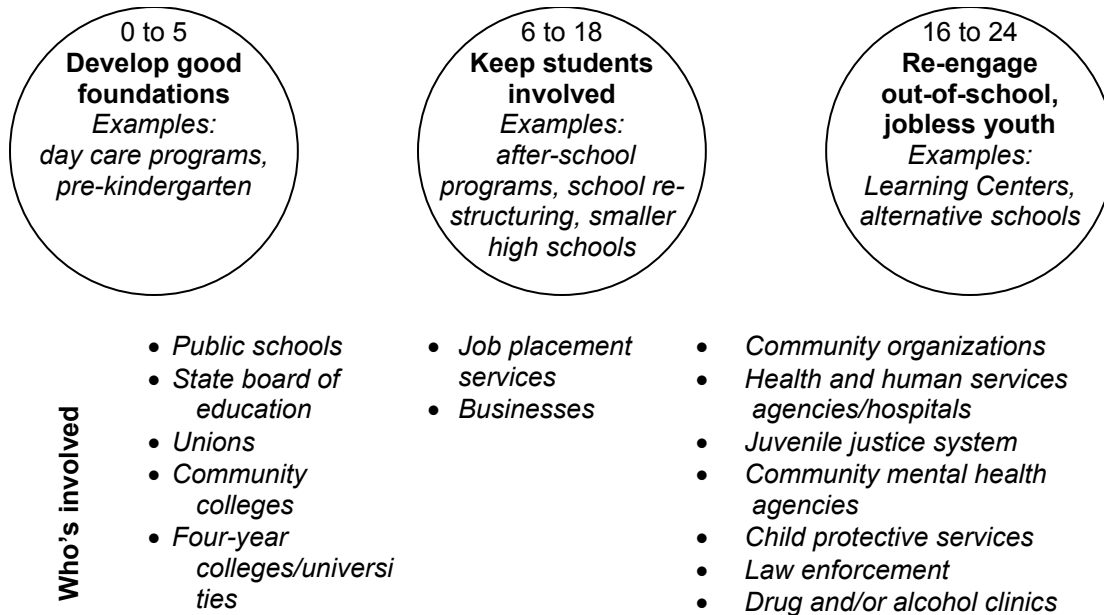 0 to 5
Develop good
foundations
Examples:
day care programs,
pre-kindergarten
6 to 18
Keep students
involved
Examples:
after-school
programs, school re-
structuring, smaller
high schools
16 to 24
Re-engage
out-of-school,
jobless youth
Examples:
Learning Centers,
alternative schools
Who's involved
• Public schools
• State board of
education
• Unions
• Community
colleges
• Four-year
colleges/universi
ties
• Job placement
services
• Businesses
• Community organizations
• Health and human services
agencies/hospitals
• Juvenile justice system
• Community mental health
agencies
• Child protective services
• Law enforcement
• Drug and/or alcohol clinics